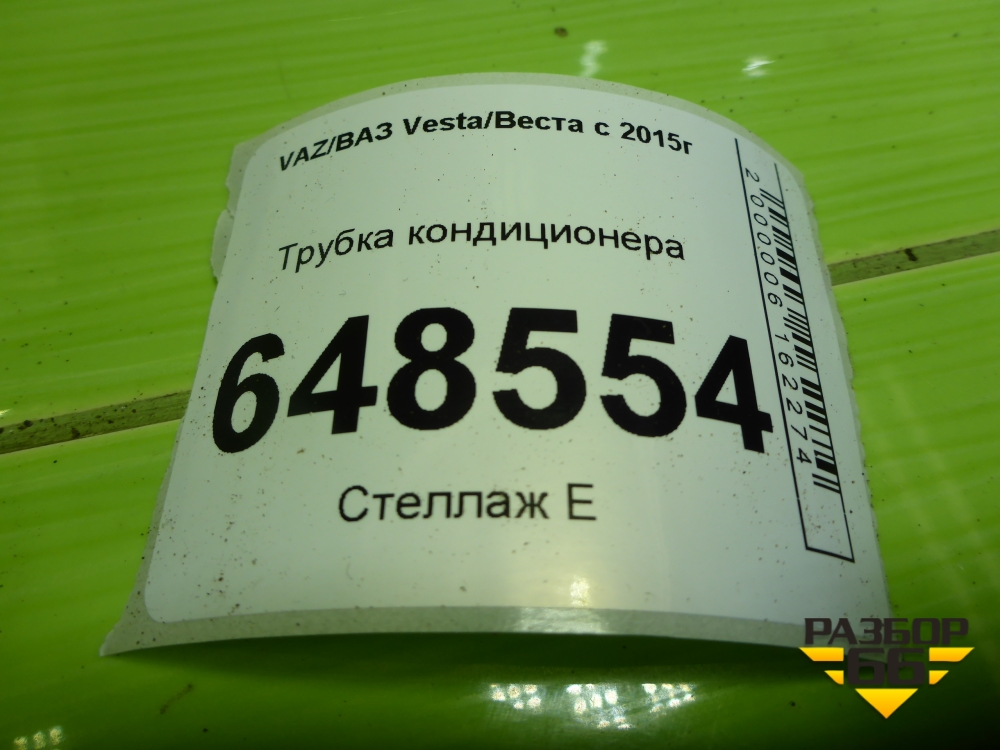 VAZ/ВАЗ Vesta/Веста с 2015г
Трубка кондиционера
648554
Стеллаж Е
2000006162274
РАЗБОР
66